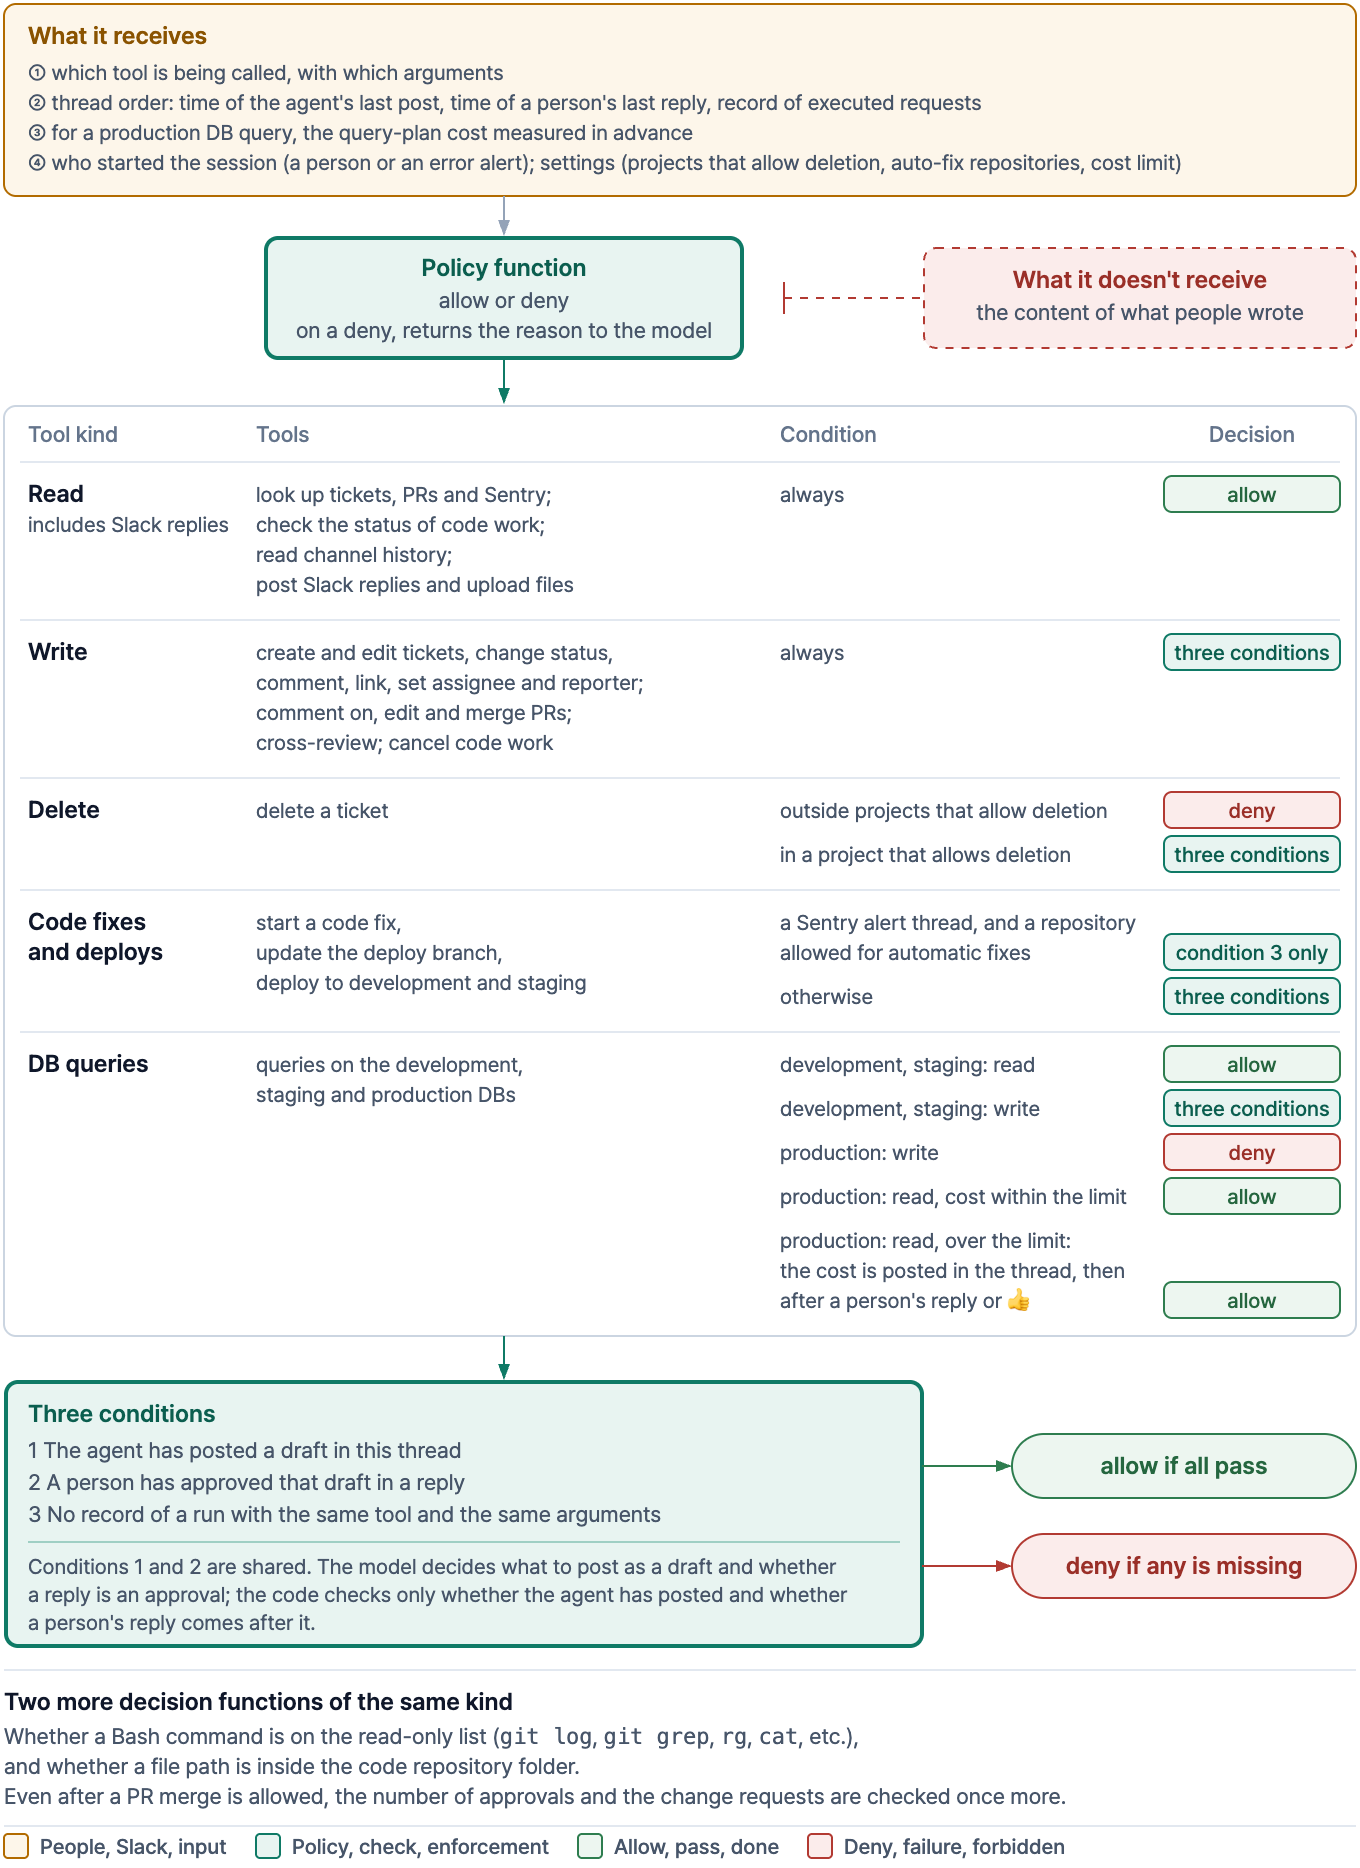 What it receives
① which tool is being called, with which arguments
② thread order: time of the agent's last post, time of a person's last reply, record of executed requests
③ for a production DB query, the query-plan cost measured in advance
④ who started the session (a person or an error alert); settings (projects that allow deletion, auto-fix repositories, cost limit)
Policy function
allow or deny
on a deny, returns the reason to the model
What it doesn't receive
the content of what people wrote
Tool kind Tools Condition Decision
Read
includes Slack replies
look up tickets, PRs and Sentry;
check the status of code work;
read channel history;
post Slack replies and upload files
always
allow
Write
create and edit tickets, change status,
comment, link, set assignee and reporter;
comment on, edit and merge PRs;
cross-review; cancel code work
always
three conditions
Delete
delete a ticket
outside projects that allow deletion
deny
in a project that allows deletion
three conditions
Code fixes
and deploys
start a code fix,
update the deploy branch,
deploy to development and staging
a Sentry alert thread, and a repository
allowed for automatic fixes
condition 3 only
otherwise
three conditions
DB queries
queries on the development,
staging and production DBs
development, staging: read
allow
development, staging: write
three conditions
production: write
deny
production: read, cost within the limit
allow
production: read, over the limit:
the cost is posted in the thread, then
after a person's reply or 👍
allow
Three conditions
1 The agent has posted a draft in this thread
2 A person has approved that draft in a reply
3 No record of a run with the same tool and the same arguments
Conditions 1 and 2 are shared. The model decides what to post as a draft and whether
a reply is an approval; the code checks only whether the agent has posted and whether
a person's reply comes after it.
allow if all pass
deny if any is missing
Two more decision functions of the same kind
Whether a Bash command is on the read-only list (git log, git grep, rg, cat, etc.),
and whether a file path is inside the code repository folder.
Even after a PR merge is allowed, the number of approvals and the change requests are checked once more.
People, Slack, input
Policy, check, enforcement
Allow, pass, done
Deny, failure, forbidden